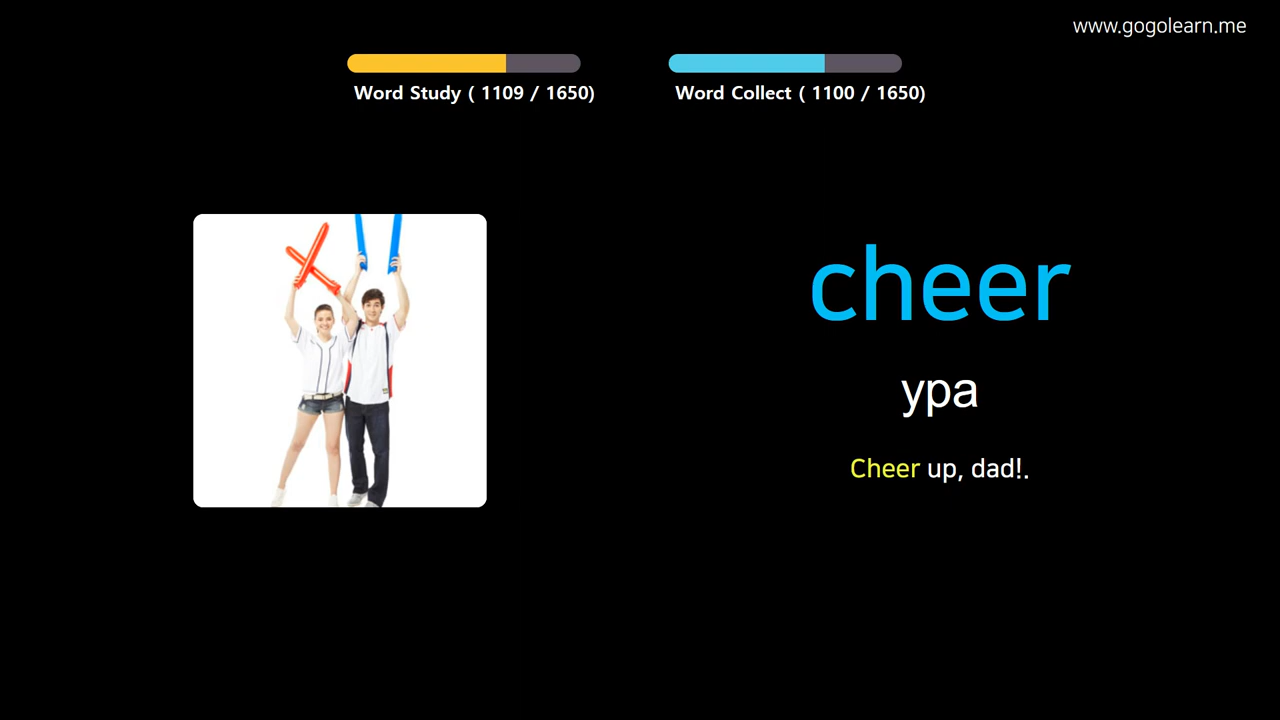 www.gogolearn.me
Word Study ( 1109 / 1650)
Word Collect ( 1100 / 1650)
cheer
ура
Cheer up, dad!.